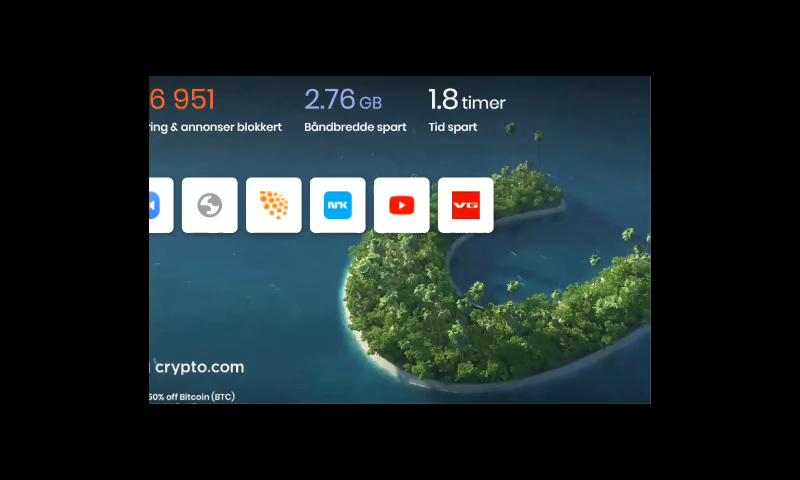 6 951
2.76 GB
1.8 timer
ring & annonser blokkert
Båndbredde spart
Tid spart
NRK
VG
crypto.com
50% off Bitcoin (BTC)